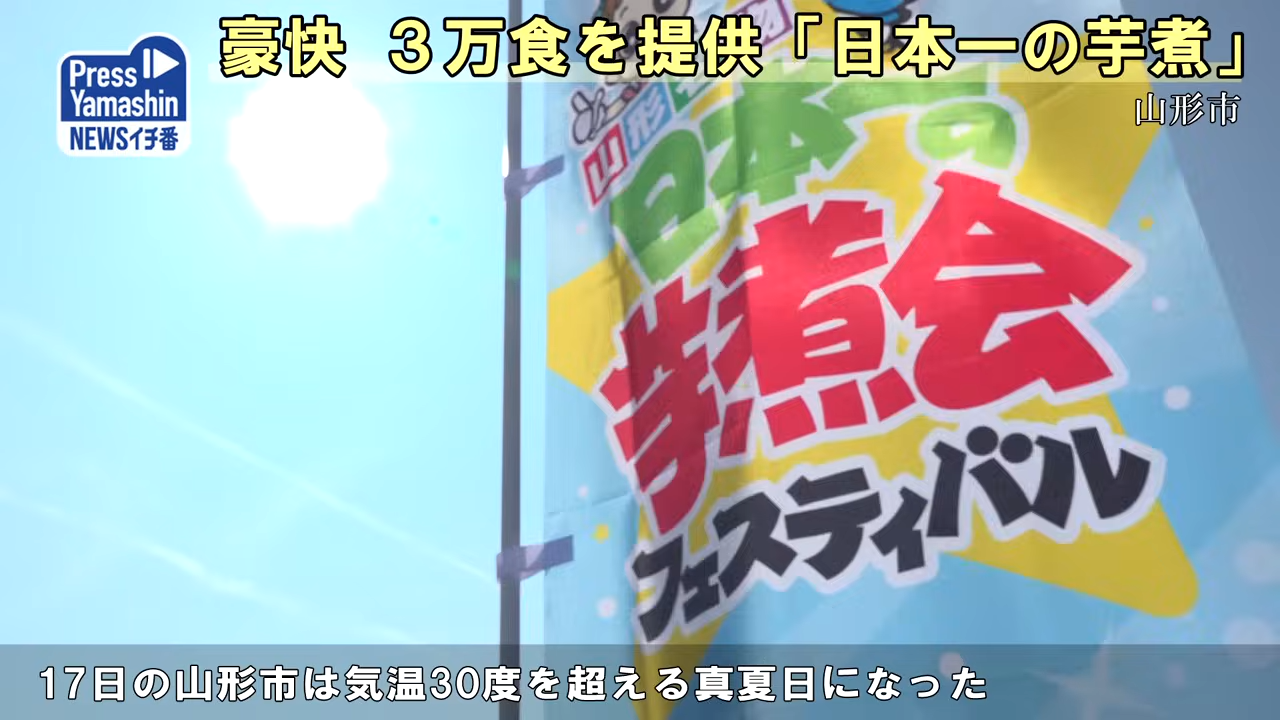 豪快 3万食を提供「日本一の芋煮」
山形市
Press
Yamashin
NEWSイチ番
山形
日本一の
芋煮会
フェスティバル
17日の山形市は気温30度を超える真夏日になった